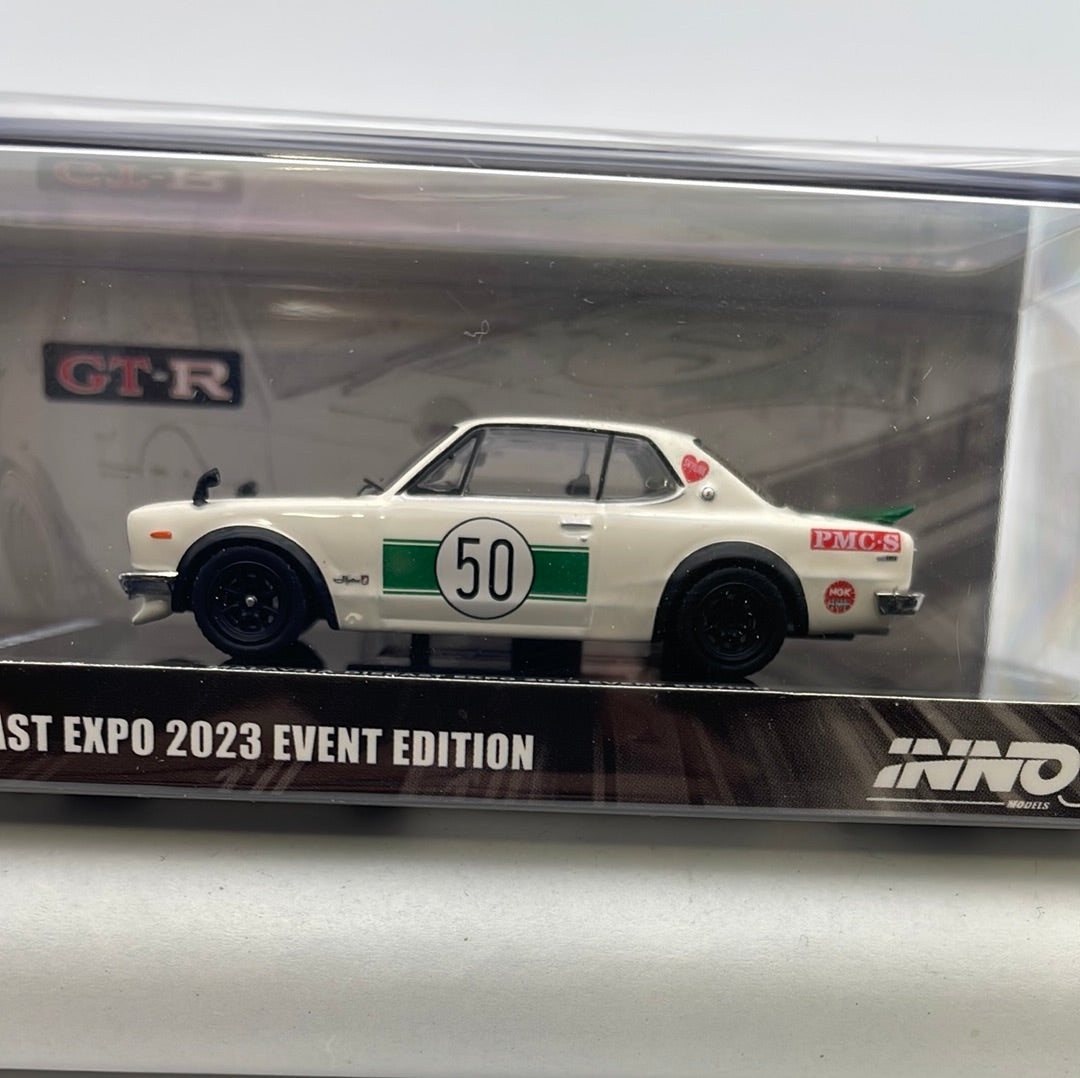 GT-R
GT-R
50
PMC·S
NGK
AST EXPO 2023 EVENT EDITION
INNO
MODELS